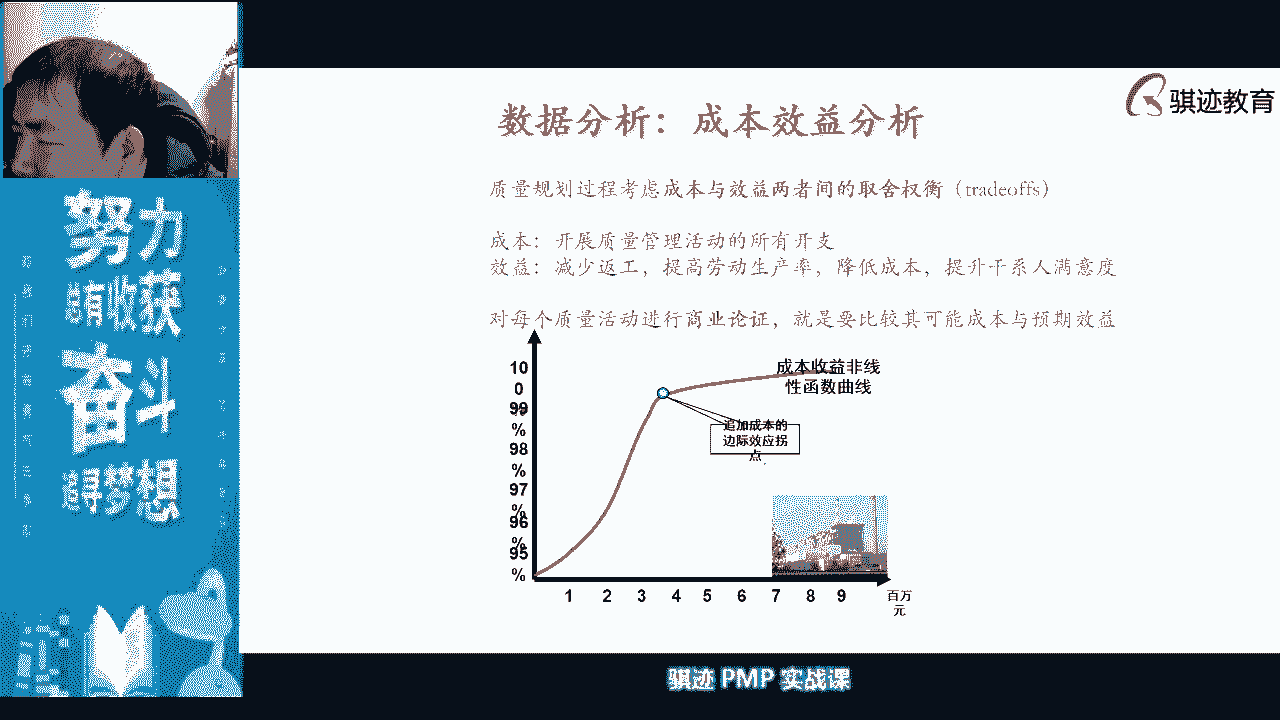 骐迹教育
数据分析：成本效益分析
质量规划过程考虑成本与效益两者间的取舍权衡（tradeoffs）
成本：开展质量管理活动的所有开支
效益：减少返工，提高劳动生产率，降低成本，提升干系人满意度
对每个质量活动进行商业论证，就是要比较其可能成本与预期效益
成本收益非线
性函数曲线
追加成本的
边际效应拐
点
10
0
99
%
98
%
97
%
96
%
95
%
1 2 3 4 5 6 7 8 9
百万
元
努力
总有收获
奋斗
骐迹 PMP 实战课